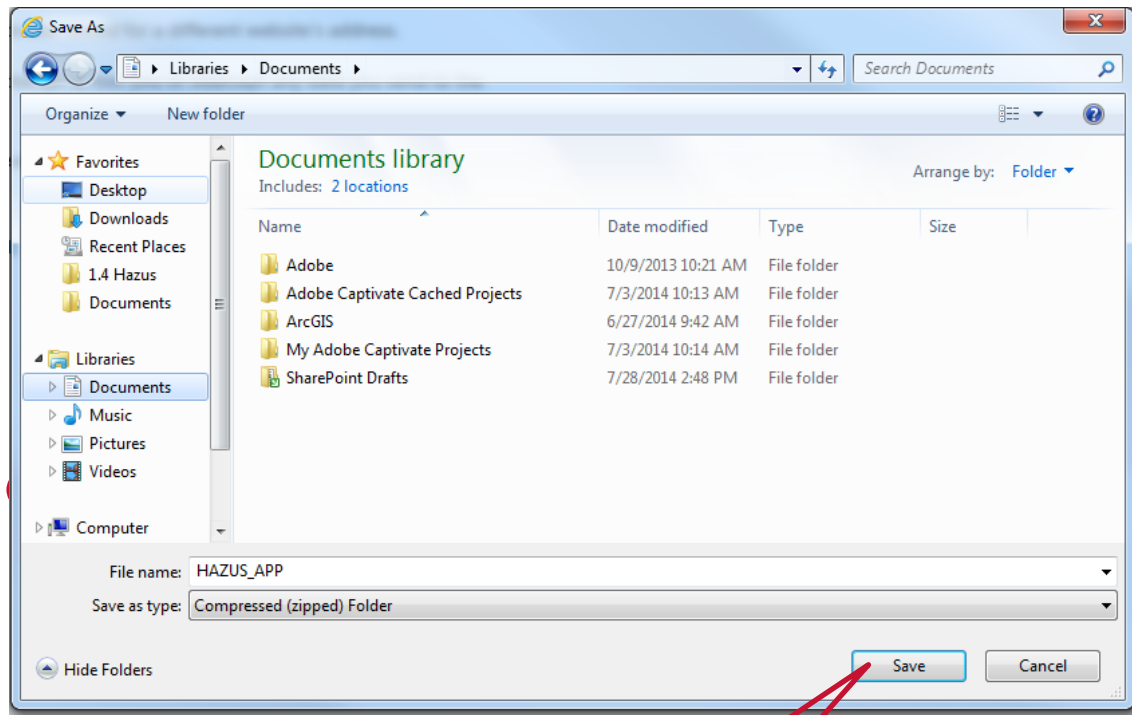 Save As
Libraries Documents
Search Documents
Organize New folder
Favorites
Desktop
Downloads
Recent Places
1.4 Hazus
Documents
Libraries
Documents
Music
Pictures
Videos
Computer
Documents library
Includes: 2 locations
Arrange by: Folder
Name Date modified Type Size
Adobe 10/9/2013 10:21 AM File folder
Adobe Captivate Cached Projects 7/3/2014 10:13 AM File folder
ArcGIS 6/27/2014 9:42 AM File folder
My Adobe Captivate Projects 7/3/2014 10:14 AM File folder
SharePoint Drafts 7/28/2014 2:48 PM File folder
File name: HAZUS_APP
Save as type: Compressed (zipped) Folder
Hide Folders
Save Cancel